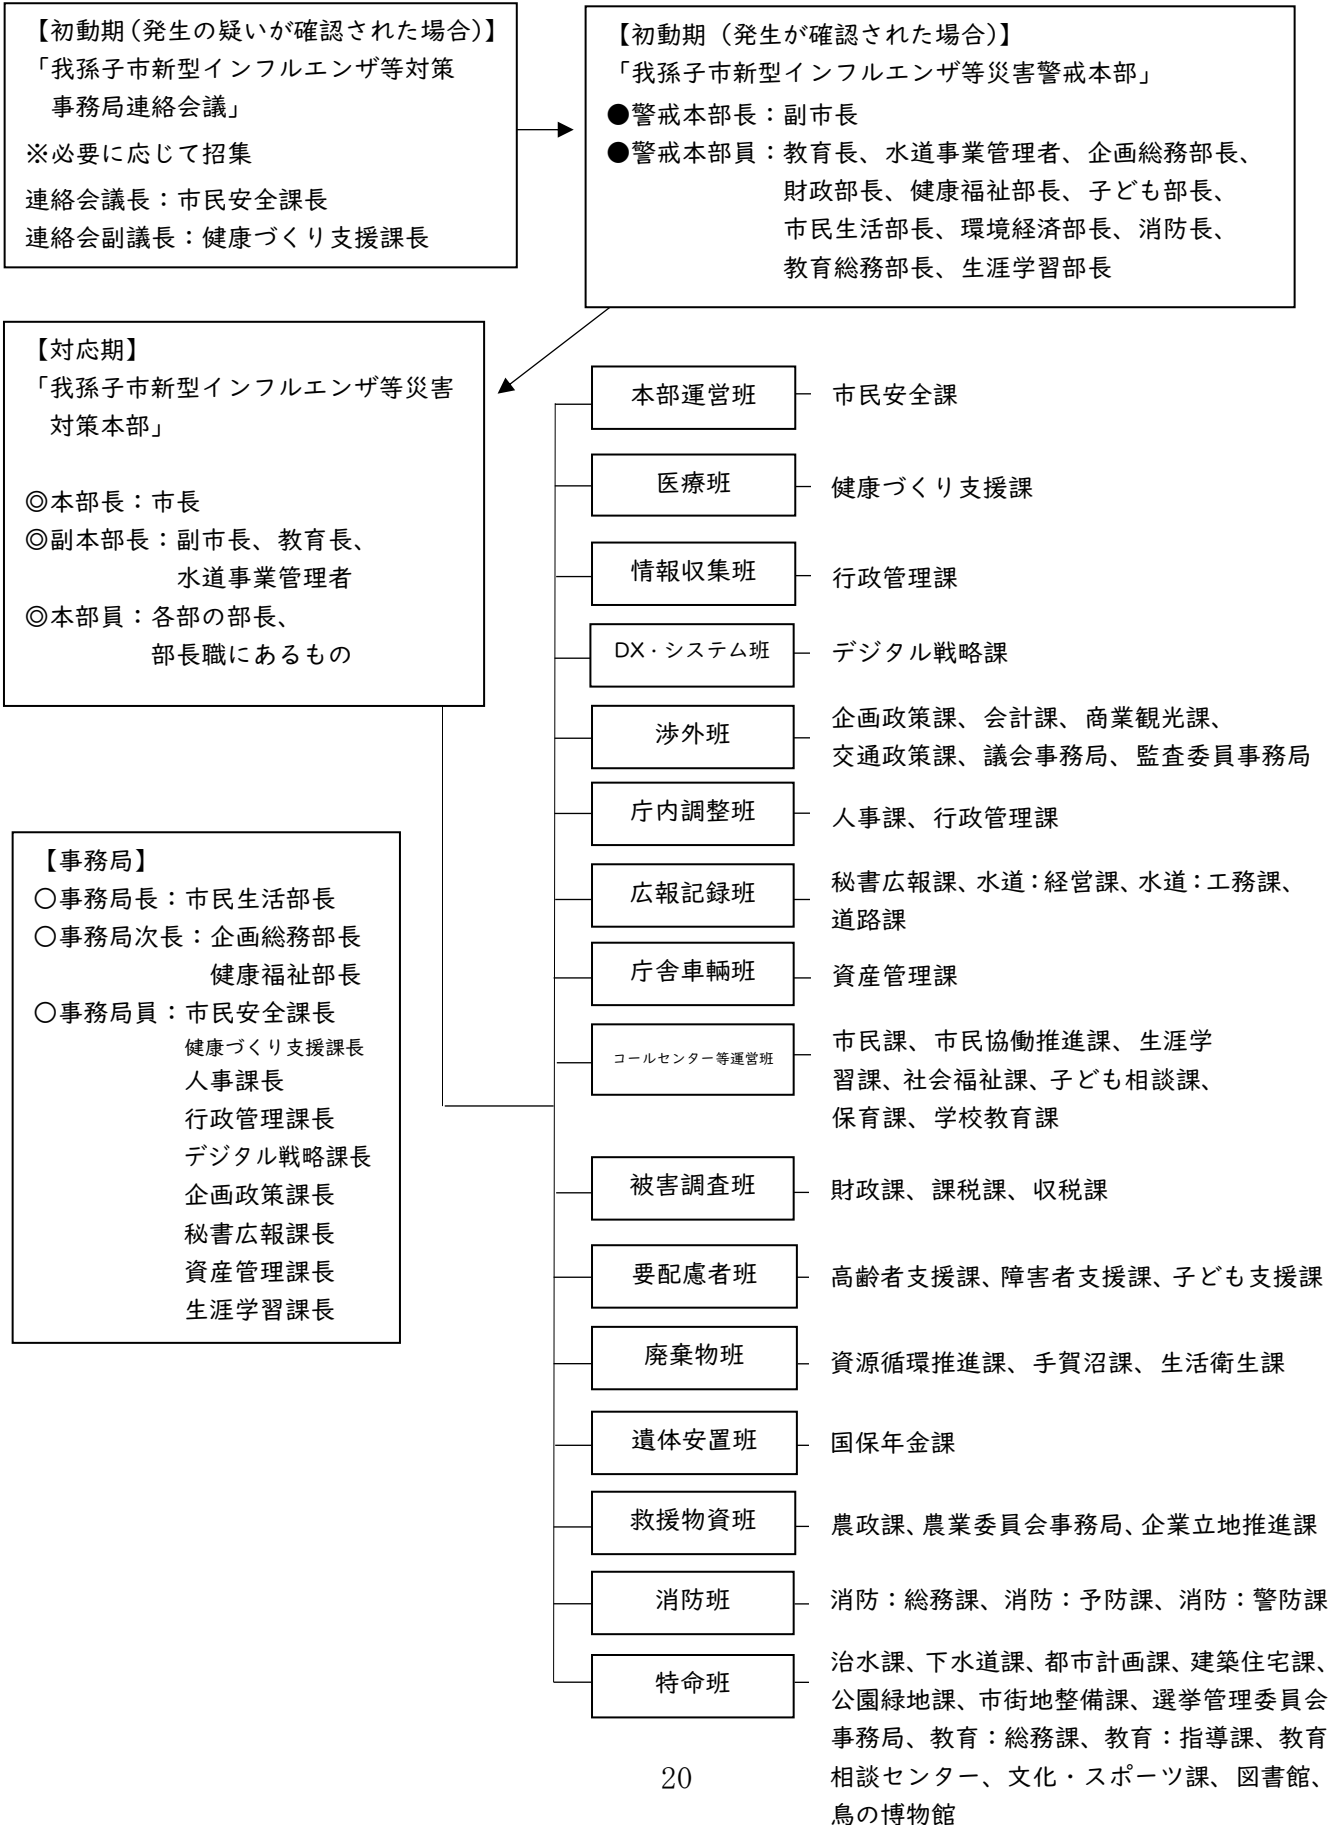 【初動期（発生の疑いが確認された場合）】
「我孫子市新型インフルエンザ等対策
事務局連絡会議」
※必要に応じて招集
連絡会議長：市民安全課長
連絡会副議長：健康づくり支援課長
【初動期（発生が確認された場合）】
「我孫子市新型インフルエンザ等災害警戒本部」
●警戒本部長：副市長
●警戒本部員：教育長、水道事業管理者、企画総務部長、
財政部長、健康福祉部長、子ども部長、
市民生活部長、環境経済部長、消防長、
教育総務部長、生涯学習部長
【対応期】
「我孫子市新型インフルエンザ等災害
対策本部」
◎本部長：市長
◎副本部長：副市長、教育長、
水道事業管理者
◎本部員：各部の部長、
部長職にあるもの
【事務局】
〇事務局長：市民生活部長
〇事務局次長：企画総務部長
健康福祉部長
〇事務局員：市民安全課長
健康づくり支援課長
人事課長
行政管理課長
デジタル戦略課長
企画政策課長
秘書広報課長
資産管理課長
生涯学習課長
本部運営班
市民安全課
医療班
健康づくり支援課
情報収集班
行政管理課
DX・システム班
デジタル戦略課
渉外班
企画政策課、会計課、商業観光課、
交通政策課、議会事務局、監査委員事務局
庁内調整班
人事課、行政管理課
広報記録班
秘書広報課、水道：経営課、水道：工務課、
道路課
庁舎車輛班
資産管理課
コールセンター等運営班
市民課、市民協働推進課、生涯学
習課、社会福祉課、子ども相談課、
保育課、学校教育課
被害調査班
財政課、課税課、収税課
要配慮者班
高齢者支援課、障害者支援課、子ども支援課
廃棄物班
資源循環推進課、手賀沼課、生活衛生課
遺体安置班
国保年金課
救援物資班
農政課、農業委員会事務局、企業立地推進課
消防班
消防：総務課、消防：予防課、消防：警防課
特命班
治水課、下水道課、都市計画課、建築住宅課、
公園緑地課、市街地整備課、選挙管理委員会
事務局、教育：総務課、教育：指導課、教育
相談センター、文化・スポーツ課、図書館、
鳥の博物館
20